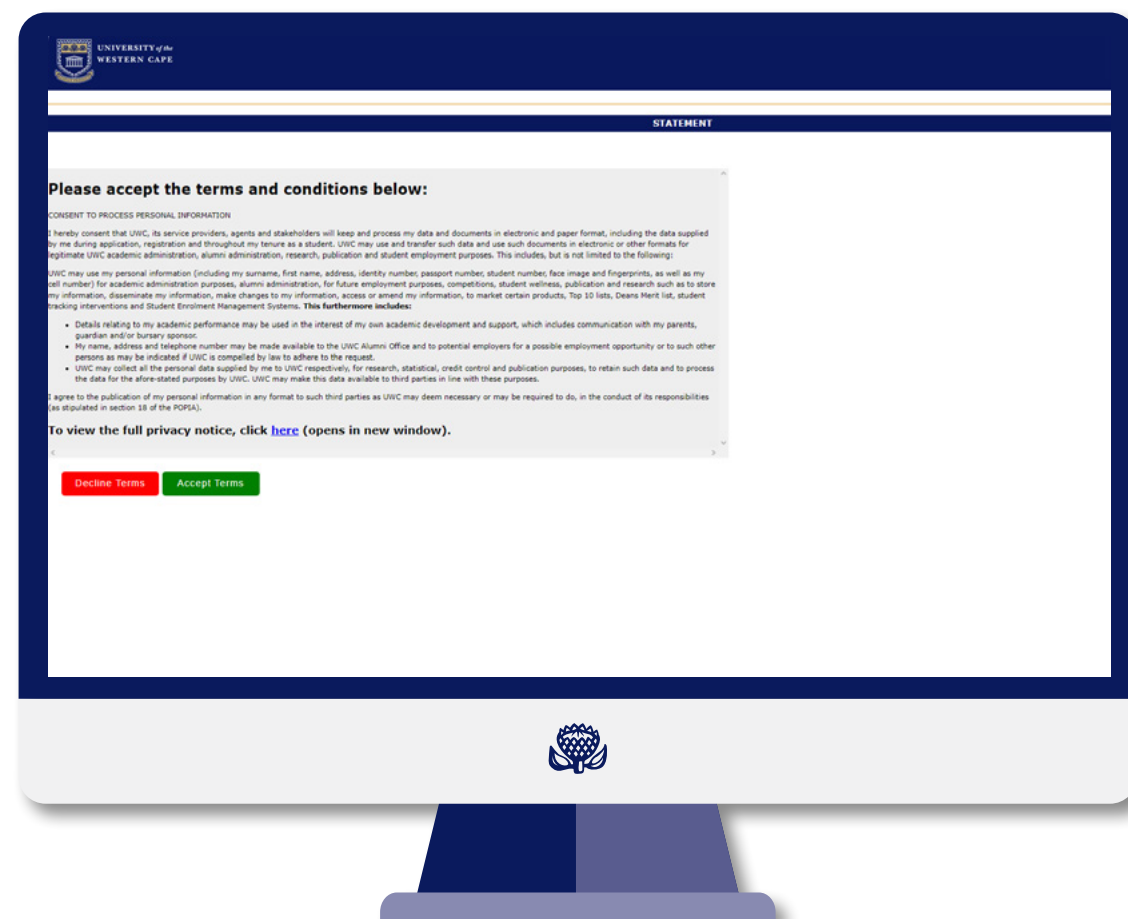 UNIVERSITY of the
WESTERN CAPE
STATEMENT
Please accept the terms and conditions below:
CONSENT TO PROCESS PERSONAL INFORMATION
I hereby consent that UWC, its service providers, agents and stakeholders will keep and process my data and documents in electronic and paper format, including the data supplied
by me during application, registration and throughout my tenure as a student. UWC may use and transfer such data and use such documents in electronic or other formats for
legitimate UWC academic administration, alumni administration, research, publication and student employment purposes. This includes, but is not limited to the following:
UWC may use my personal information (including my surname, first name, address, identity number, passport number, student number, face image and fingerprints, as well as my
cell number) for academic administration purposes, alumni administration, for future employment purposes, competitions, student wellness, publication and research such as to store
my information, disseminate my information, make changes to my information, access or amend my information, to market certain products, Top 10 lists, Deans Merit list, student
tracking interventions and Student Enrolment Management Systems. This furthermore includes:
• Details relating to my academic performance may be used in the interest of my own academic development and support, which includes communication with my parents,
guardian and/or bursary sponsor.
• My name, address and telephone number may be made available to the UWC Alumni Office and to potential employers for a possible employment opportunity or to such other
persons as may be indicated if UWC is compelled by law to adhere to the request.
• UWC may collect all the personal data supplied by me to UWC respectively, for research, statistical, credit control and publication purposes, to retain such data and to process
the data for the afore-stated purposes by UWC. UWC may make this data available to third parties in line with these purposes.
I agree to the publication of my personal information in any format to such third parties as UWC may deem necessary or may be required to do, in the conduct of its responsibilities
(as stipulated in section 18 of the POPIA).
To view the full privacy notice, click here (opens in new window).
Decline Terms Accept Terms